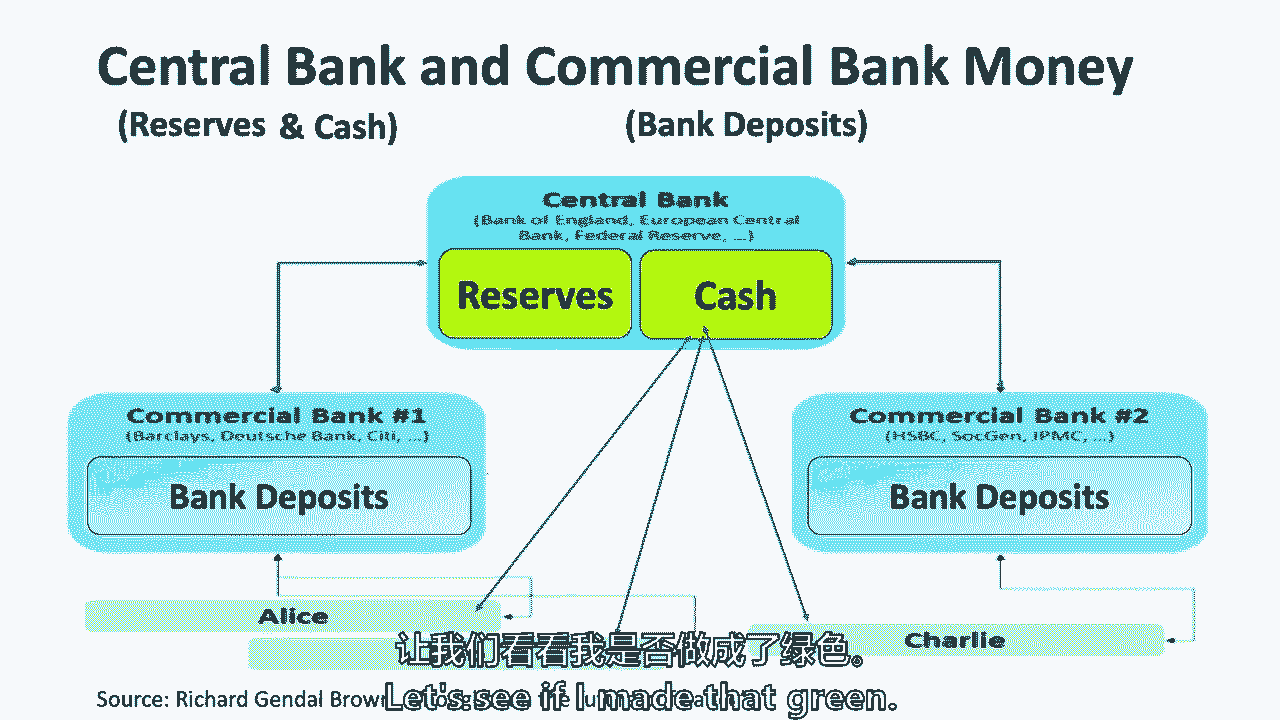 Central Bank and Commercial Bank Money
(Reserves & Cash)
(Bank Deposits)
Central Bank
(Bank of England, European Central
Bank, Federal Reserve, ...)
Reserves
Cash
Commercial Bank #1
(Barclays, Deutsche Bank, Citi, ...)
Bank Deposits
Commercial Bank #2
(HSBC, SocGen, JPMC, ...)
Bank Deposits
Alice
Charlie
让我们看看我是否做成了绿色。
Source: Richard Gendal Brown
Let's see if I made that green.